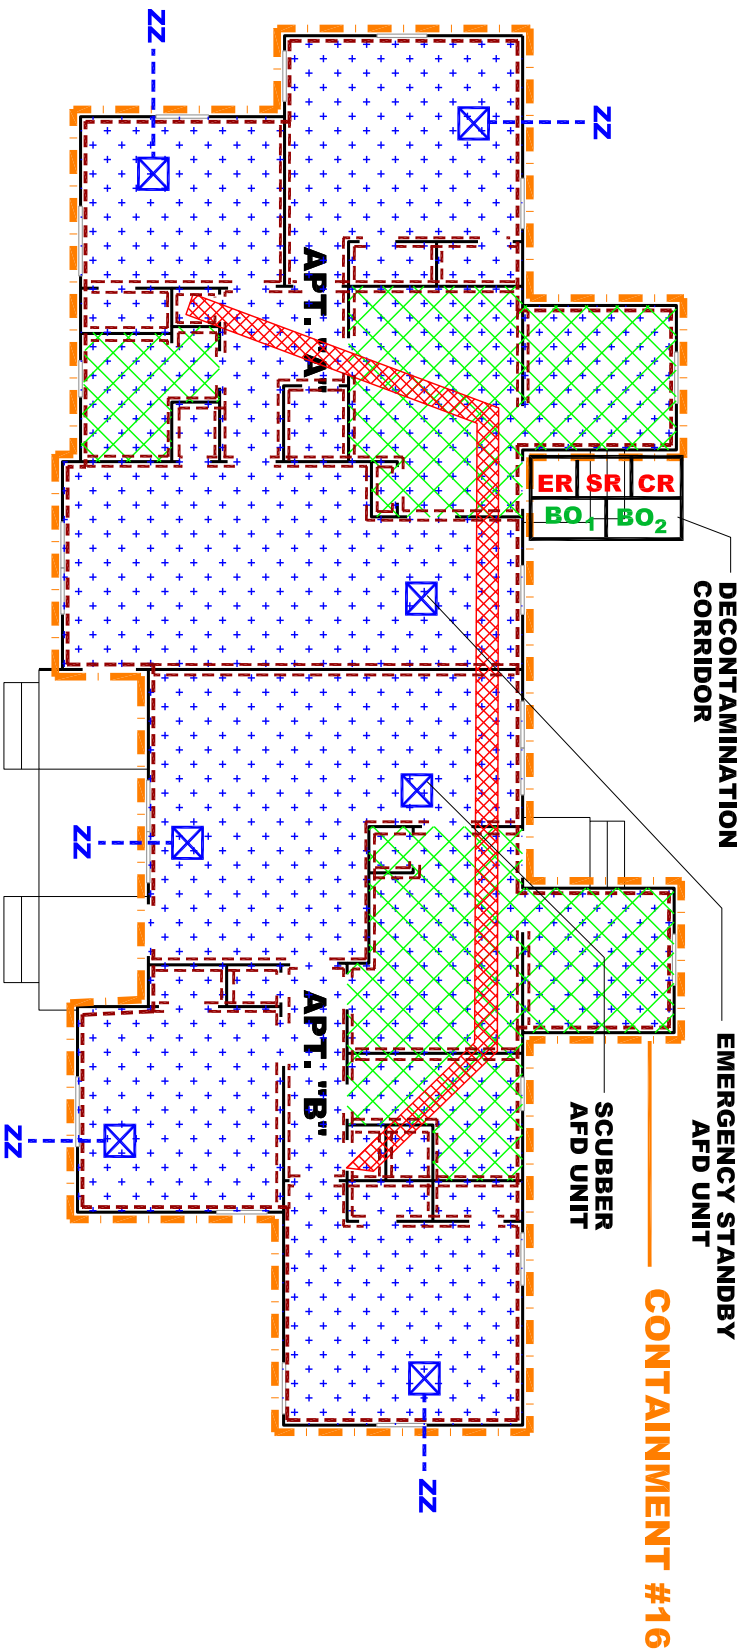 ZZ
ZZ
APT. "A"
ER SR CR
BO1 BO2
DECONTAMINATION
CORRIDOR
ZZ
APT. "B"
ZZ
EMERGENCY STANDBY
AFD UNIT
SCUBBER
AFD UNIT
CONTAINMENT #16
ZZ